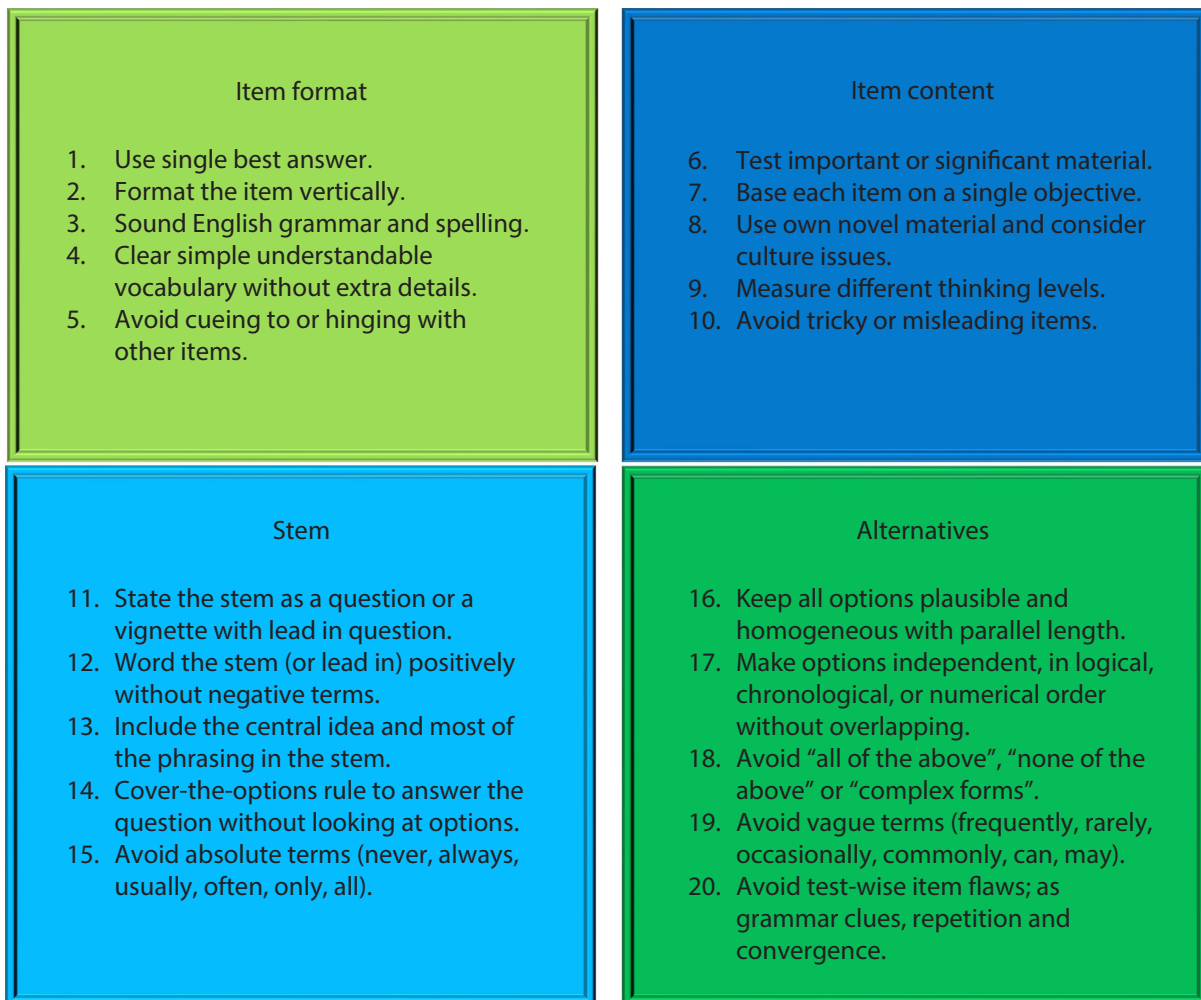 Item format
1. Use single best answer.
2. Format the item vertically.
3. Sound English grammar and spelling.
4. Clear simple understandable
vocabulary without extra details.
5. Avoid cueing to or hinging with
other items.
Item content
6. Test important or significant material.
7. Base each item on a single objective.
8. Use own novel material and consider
culture issues.
9. Measure different thinking levels.
10. Avoid tricky or misleading items.
Stem
11. State the stem as a question or a
vignette with lead in question.
12. Word the stem (or lead in) positively
without negative terms.
13. Include the central idea and most of
the phrasing in the stem.
14. Cover-the-options rule to answer the
question without looking at options.
15. Avoid absolute terms (never, always,
usually, often, only, all).
Alternatives
16. Keep all options plausible and
homogeneous with parallel length.
17. Make options independent, in logical,
chronological, or numerical order
without overlapping.
18. Avoid “all of the above”, “none of the
above” or “complex forms”.
19. Avoid vague terms (frequently, rarely,
occasionally, commonly, can, may).
20. Avoid test-wise item flaws; as
grammar clues, repetition and
convergence.